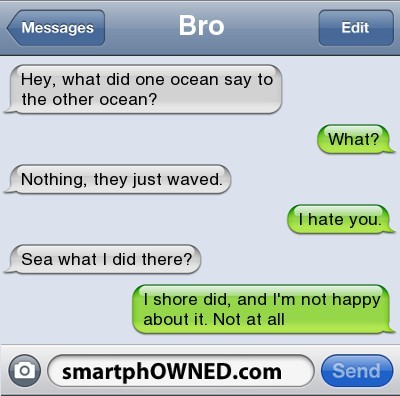 Messages
Bro
Edit
Hey, what did one ocean say to
the other ocean?
What?
Nothing, they just waved.
I hate you.
Sea what I did there?
I shore did, and I'm not happy
about it. Not at all
smartphOWNED.com
Send